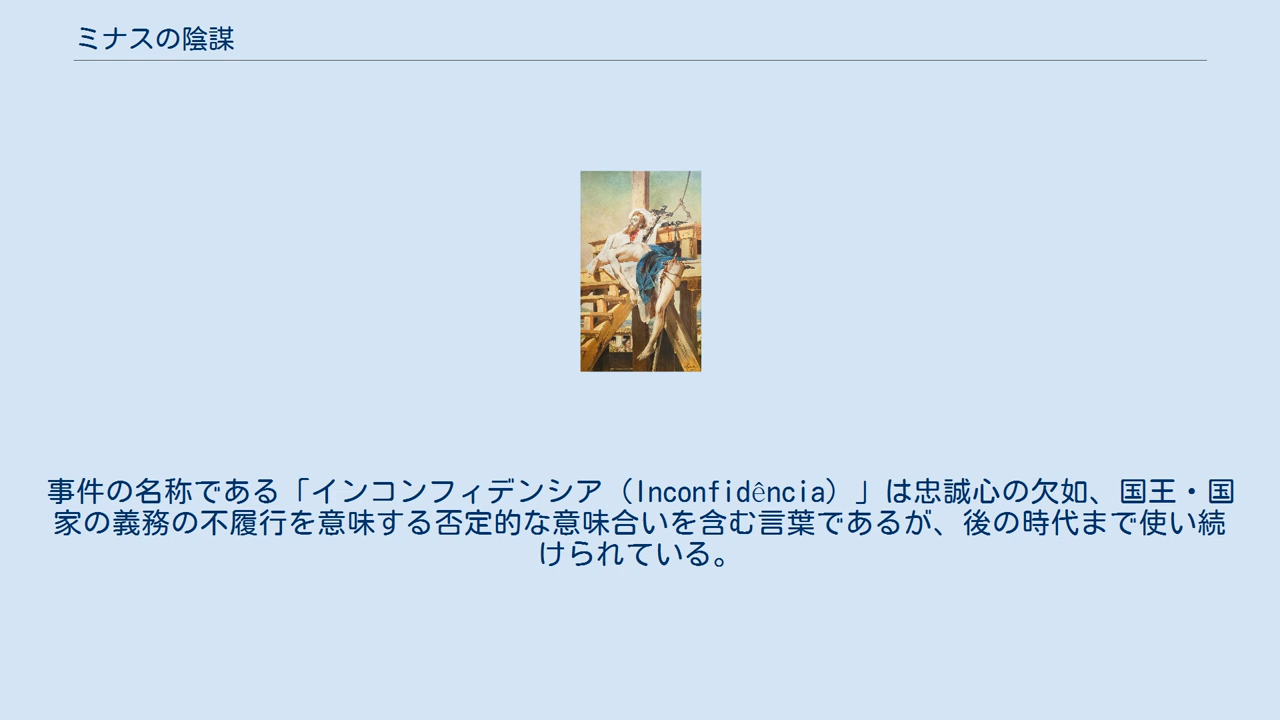 ミナスの陰謀
事件の名称である「インコンフィデンシア（Inconfidência）」は忠誠心の欠如、国王・国
家の義務の不履行を意味する否定的な意味合いを含む言葉であるが、後の時代まで使い続
けられている。